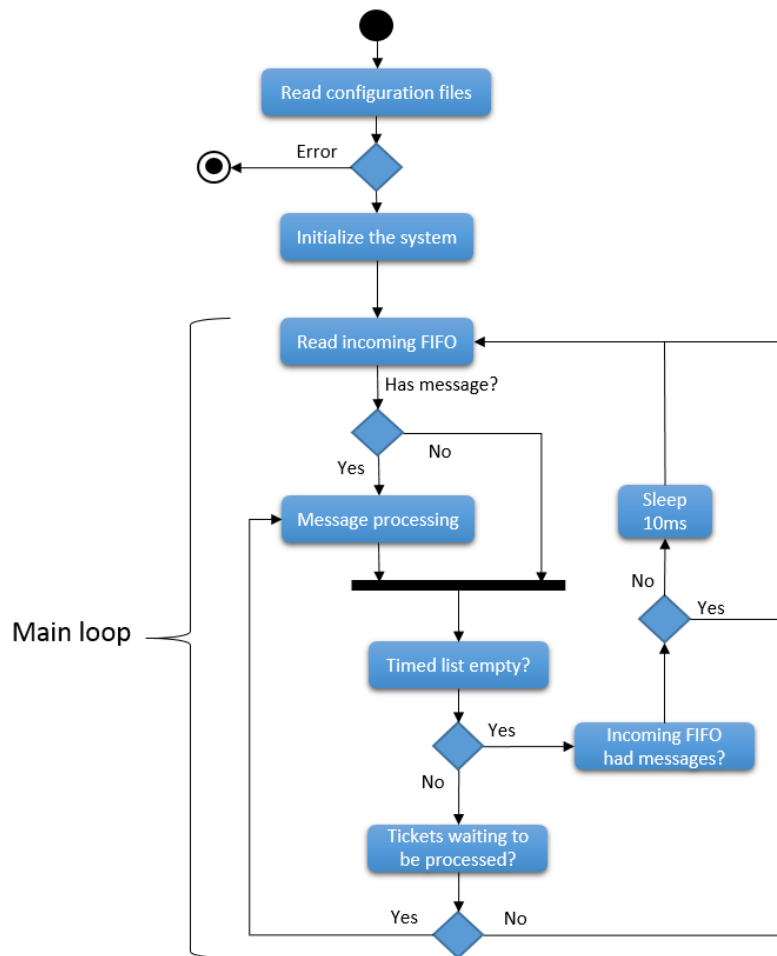 Read configuration files
Error
Initialize the system
Read incoming FIFO
Has message?
No
Yes
Message processing
Sleep
10ms
No
Yes
Main loop
Timed list empty?
Yes
Incoming FIFO
had messages?
No
Tickets waiting to
be processed?
Yes
No